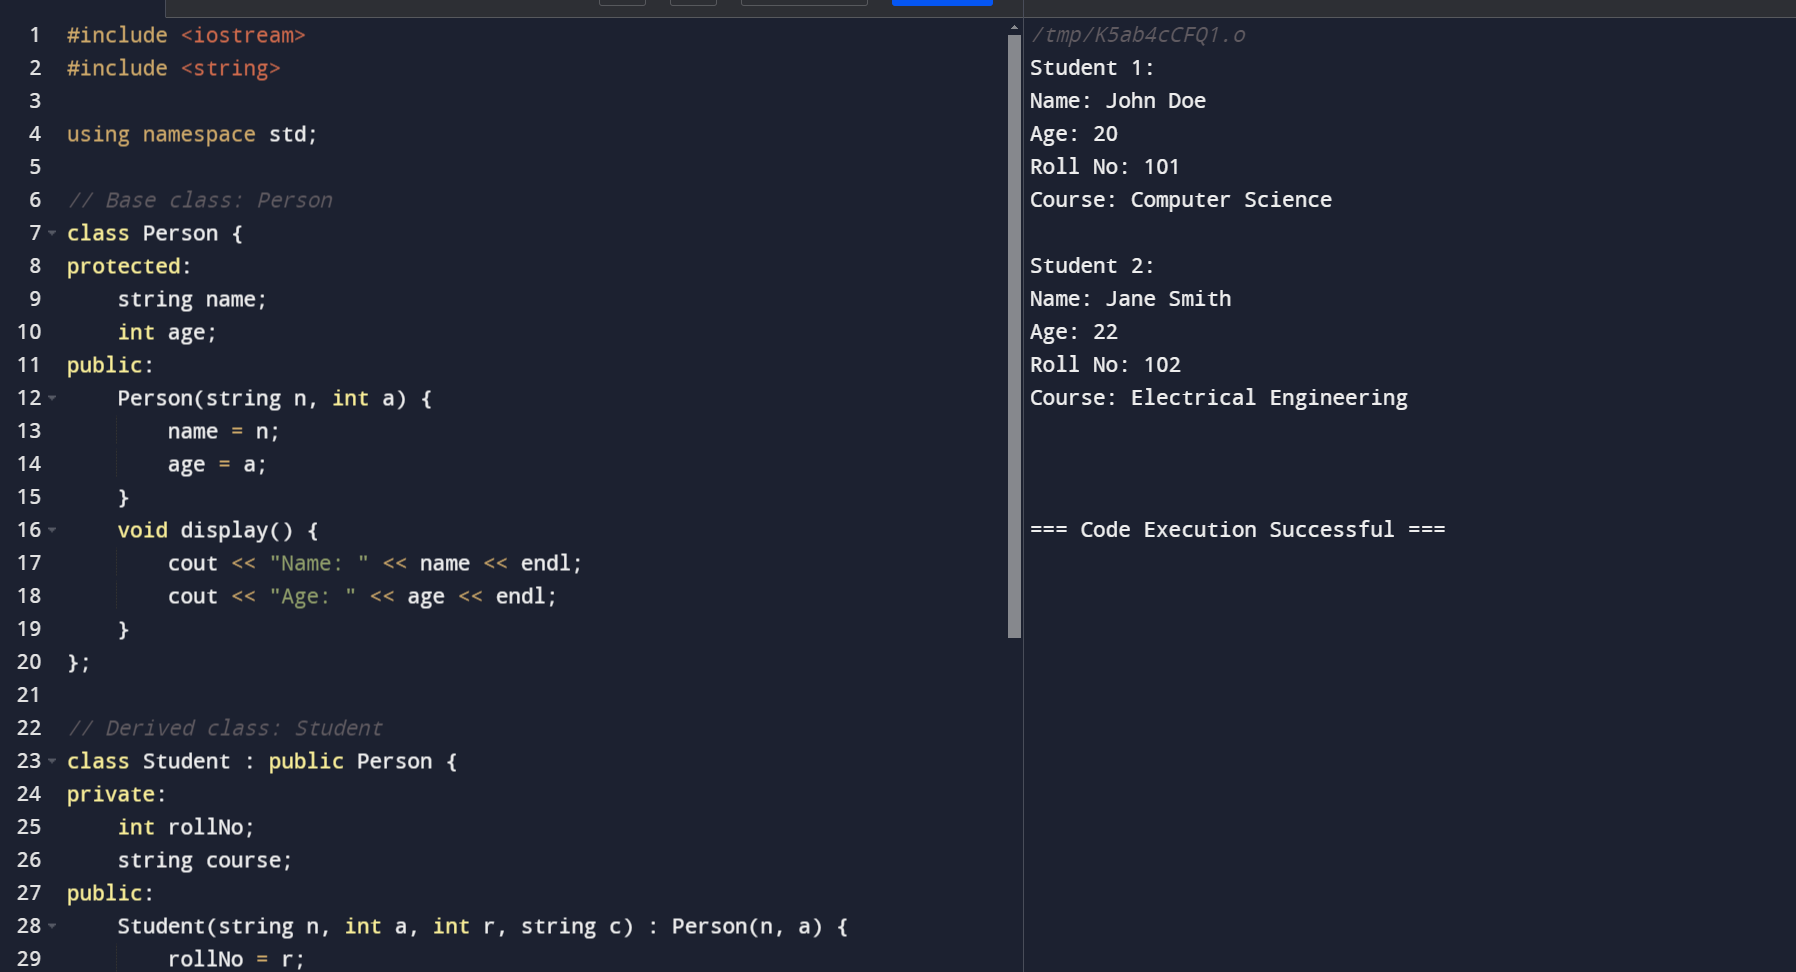 1 #include <iostream>
2 #include <string>
3
4 using namespace std;
5
6 // Base class: Person
7 class Person {
8 protected:
9     string name;
10     int age;
11 public:
12     Person(string n, int a) {
13         name = n;
14         age = a;
15     }
16     void display() {
17         cout << "Name: " << name << endl;
18         cout << "Age: " << age << endl;
19     }
20 };
21
22 // Derived class: Student
23 class Student : public Person {
24 private:
25     int rollNo;
26     string course;
27 public:
28     Student(string n, int a, int r, string c) : Person(n, a) {
29         rollNo = r;
/tmp/K5ab4cCFQ1.o
Student 1:
Name: John Doe
Age: 20
Roll No: 101
Course: Computer Science
Student 2:
Name: Jane Smith
Age: 22
Roll No: 102
Course: Electrical Engineering
=== Code Execution Successful ===